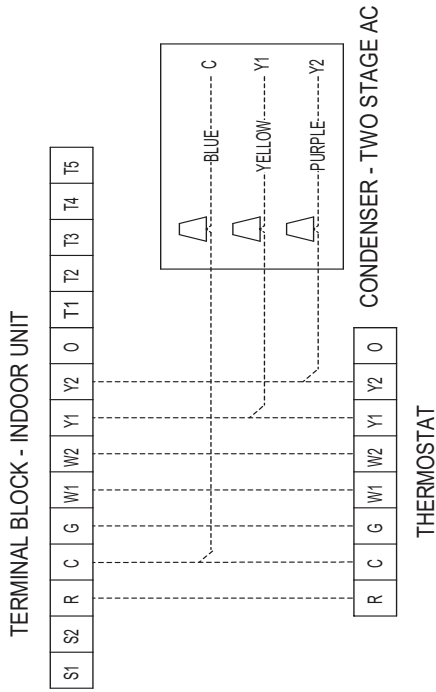 TERMINAL BLOCK - INDOOR UNIT
S1 S2 R C G W1 W2 Y1 Y2 O T1 T2 T3 T4 T5
BLUE C
YELLOW Y1
PURPLE Y2
CONDENSER - TWO STAGE AC
R C G W1 W2 Y1 Y2 O
THERMOSTAT